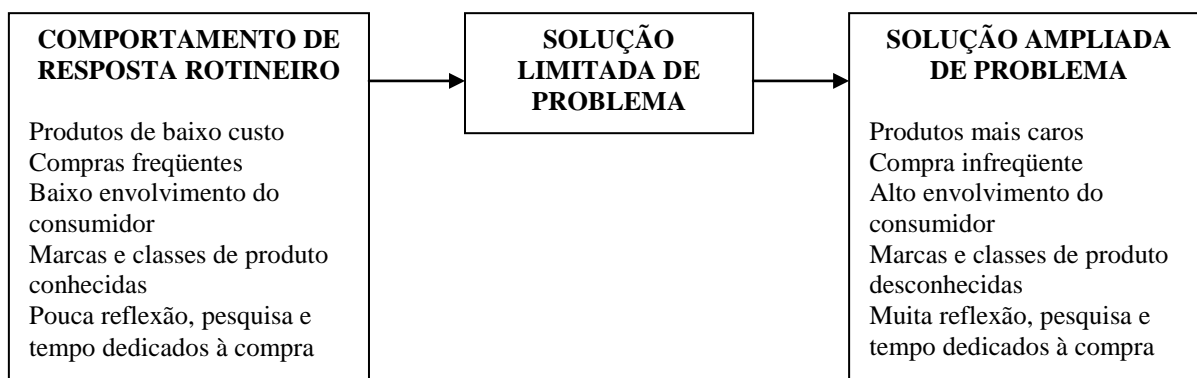 COMPORTAMENTO DE
RESPOSTA ROTINEIRO
Produtos de baixo custo
Compras freqüentes
Baixo envolvimento do
consumidor
Marcas e classes de produto
conhecidas
Pouca reflexão, pesquisa e
tempo dedicados à compra
SOLUÇÃO
LIMITADA DE
PROBLEMA
SOLUÇÃO AMPLIADA
DE PROBLEMA
Produtos mais caros
Compra infreqüente
Alto envolvimento do
consumidor
Marcas e classes de produto
desconhecidas
Muita reflexão, pesquisa e
tempo dedicados à compra